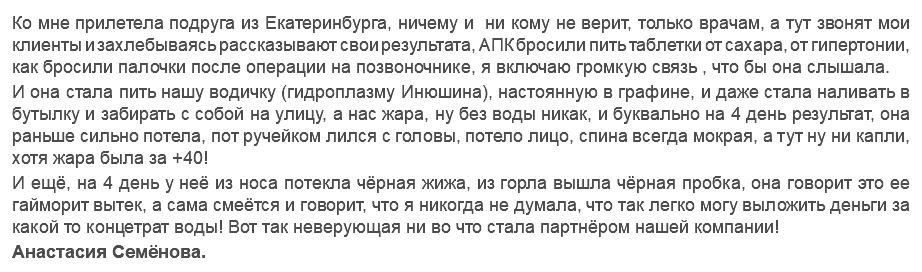 Ко мне прилетела подруга из Екатеринбурга, ничему и ни кому не верит, только врачам, а тут звонят мои
клиенты и захлебываясь рассказывают свои результата, АПК бросили пить таблетки от сахара, от гипертонии,
как бросили палочки после операции на позвоночнике, я включаю громкую связь , что бы она слышала.
И она стала пить нашу водичку (гидроплазму Инюшина), настоянную в графине, и даже стала наливать в
бутылку и забирать с собой на улицу, а нас жара, ну без воды никак, и буквально на 4 день результат, она
раньше сильно потела, пот ручейком лился с головы, потело лицо, спина всегда мокрая, а тут ну ни капли,
хотя жара была за +40!
И ещё, на 4 день у неё из носа потекла чёрная жижа, из горла вышла чёрная пробка, она говорит это ее
гайморит вытек, а сама смеётся и говорит, что я никогда не думала, что так легко могу выложить деньги за
какой то концетрат воды! Вот так неверующая ни во что стала партнёром нашей компании!
Анастасия Семёнова.